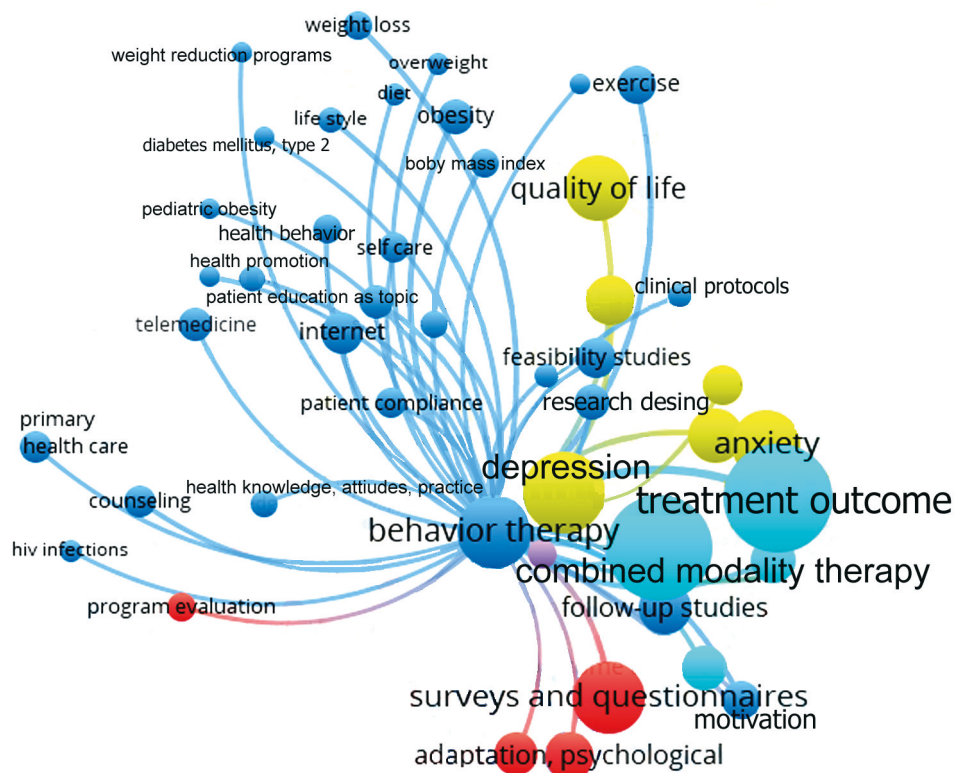 weight loss
weight reduction programs
overweight
exercise
diet
obesity
life style
diabetes mellitus, type 2
boby mass index
quality of life
pediatric obesity
health behavior
self care
health promotion
clinical protocols
patient education as topic
telemedicine
internet
feasibility studies
patient compliance
research desing
primary
health care
anxiety
depression
health knowledge, attiudes, practice
counseling
treatment outcome
behavior therapy
hiv infections
combined modality therapy
program evaluation
follow-up studies
me
surveys and questionnaires
motivation
adaptation, psychological